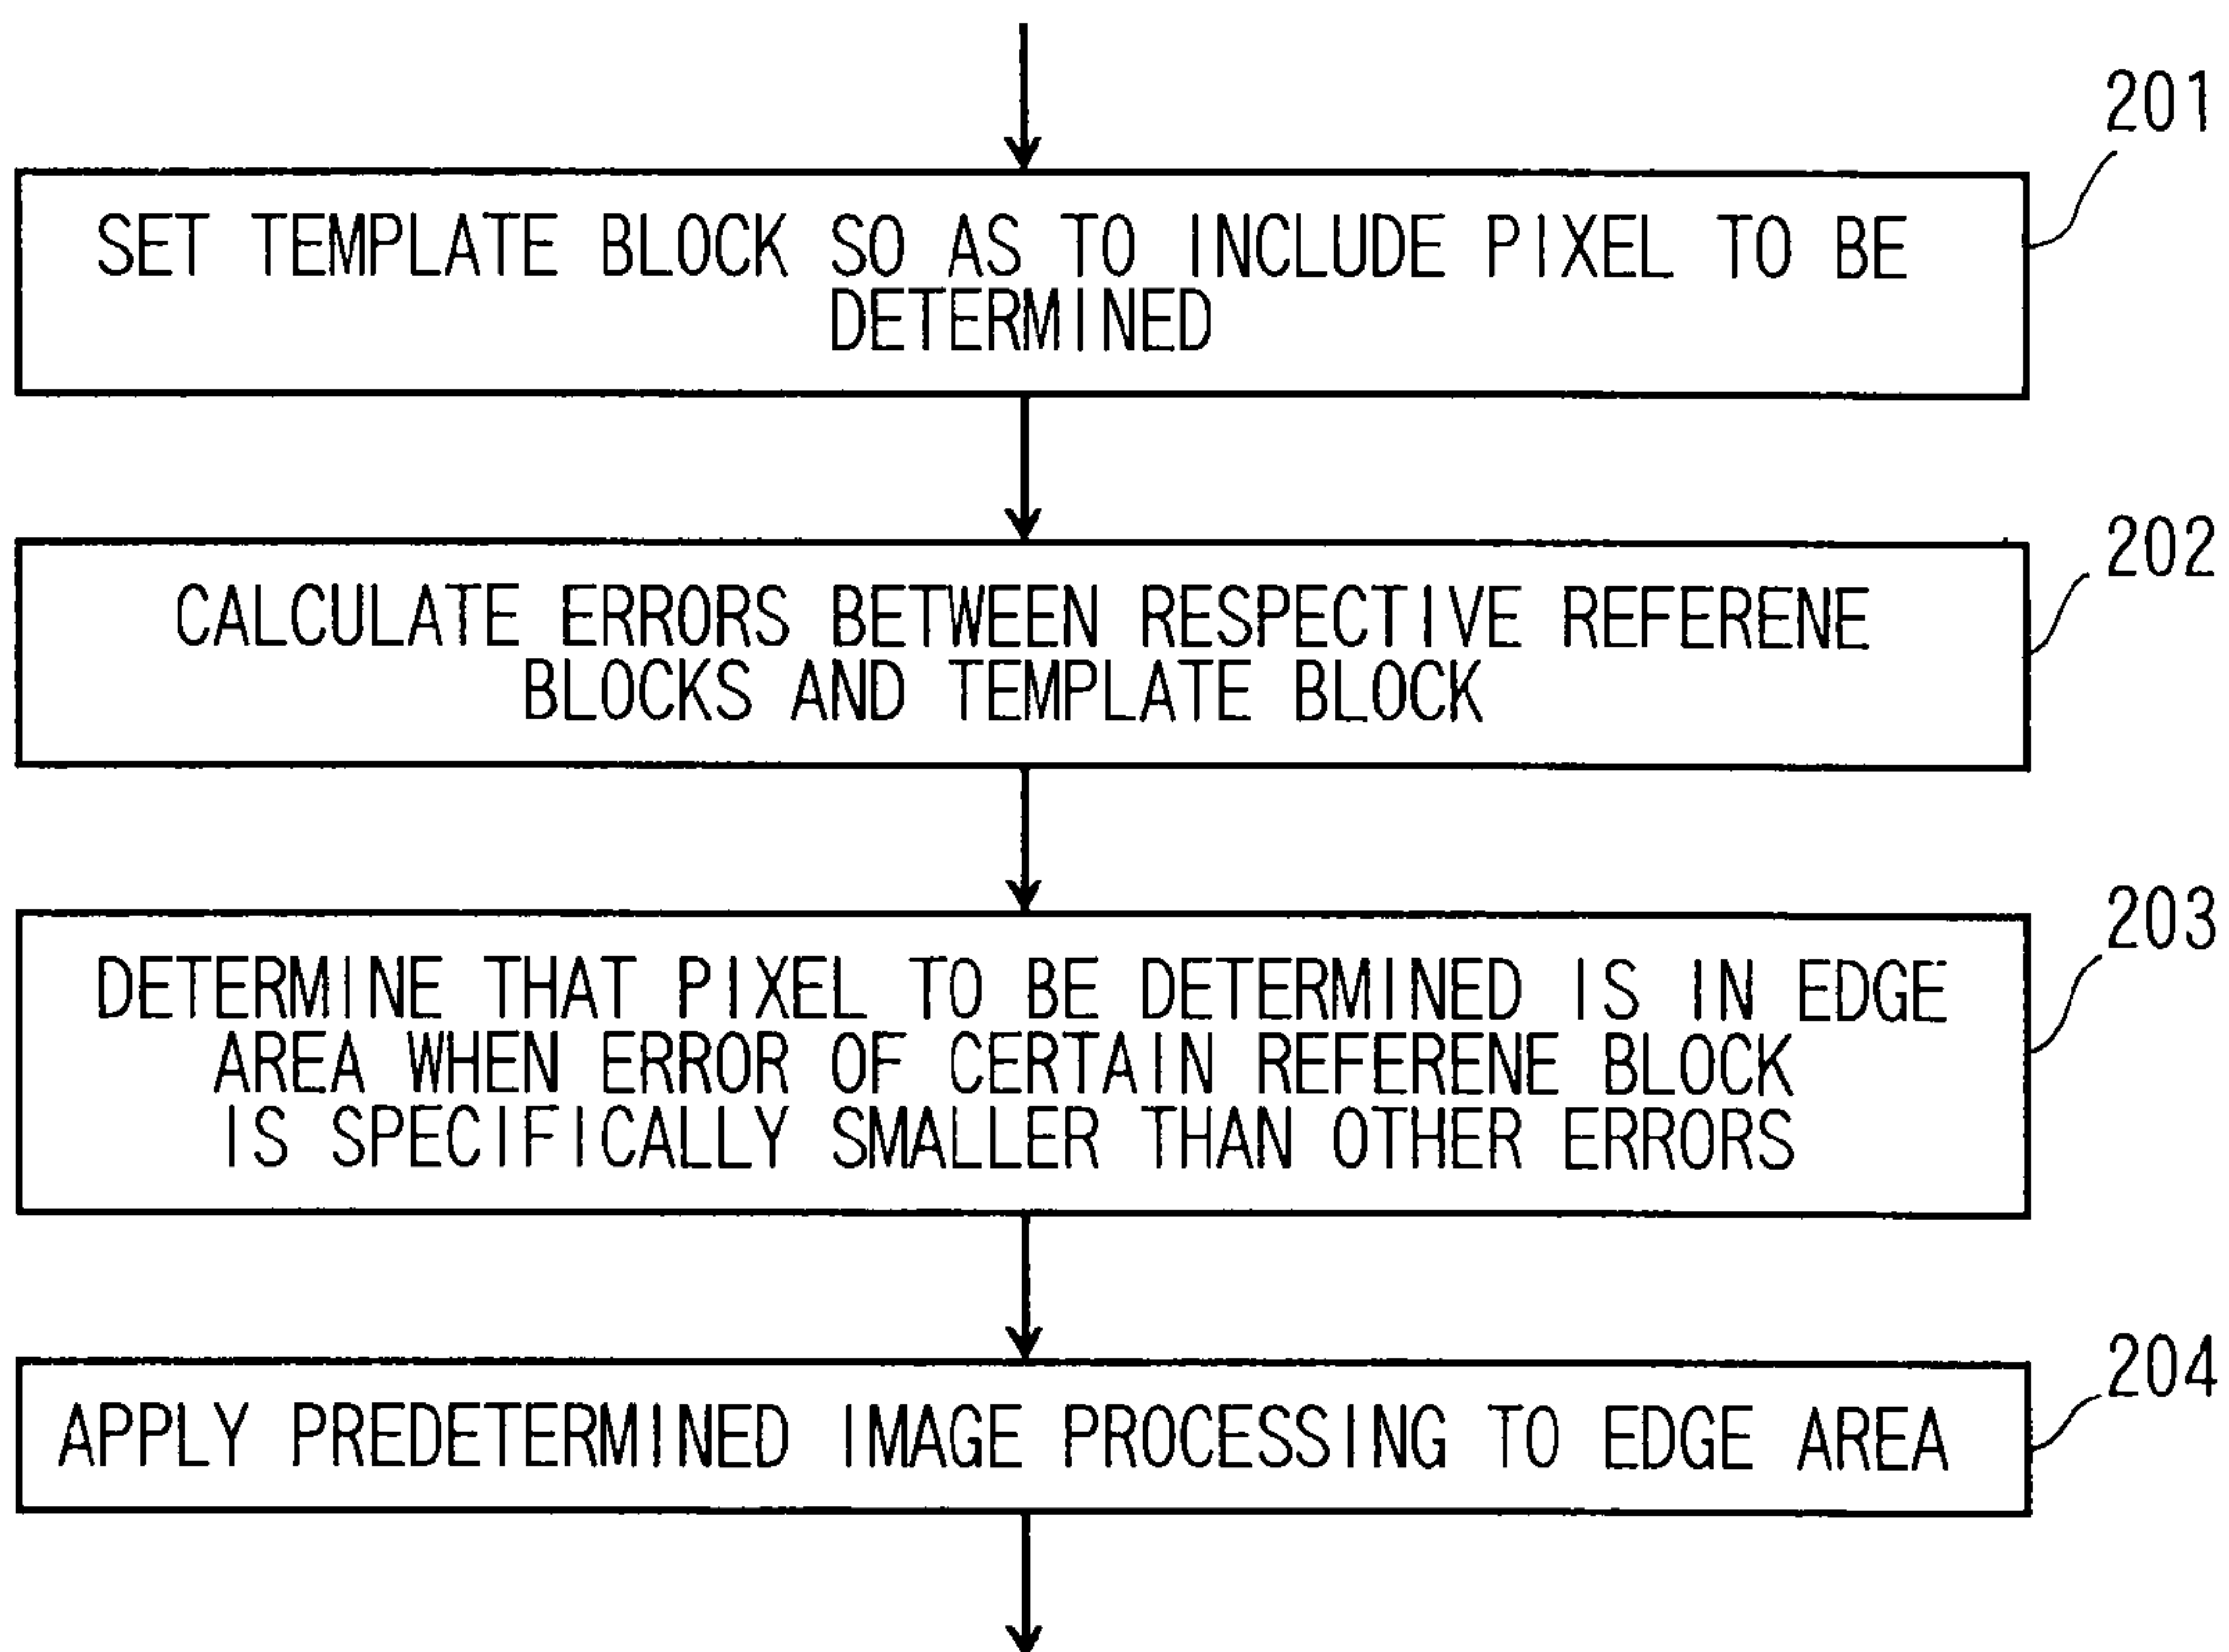 201
SET TEMPLATE BLOCK SO AS TO INCLUDE PIXEL TO BE
DETERMINED
202
CALCULATE ERRORS BETWEEN RESPECTIVE REFERENE
BLOCKS AND TEMPLATE BLOCK
203
DETERMINE THAT PIXEL TO BE DETERMINED IS IN EDGE
AREA WHEN ERROR OF CERTAIN REFERENE BLOCK
IS SPECIFICALLY SMALLER THAN OTHER ERRORS
204
APPLY PREDETERMINED IMAGE PROCESSING TO EDGE AREA